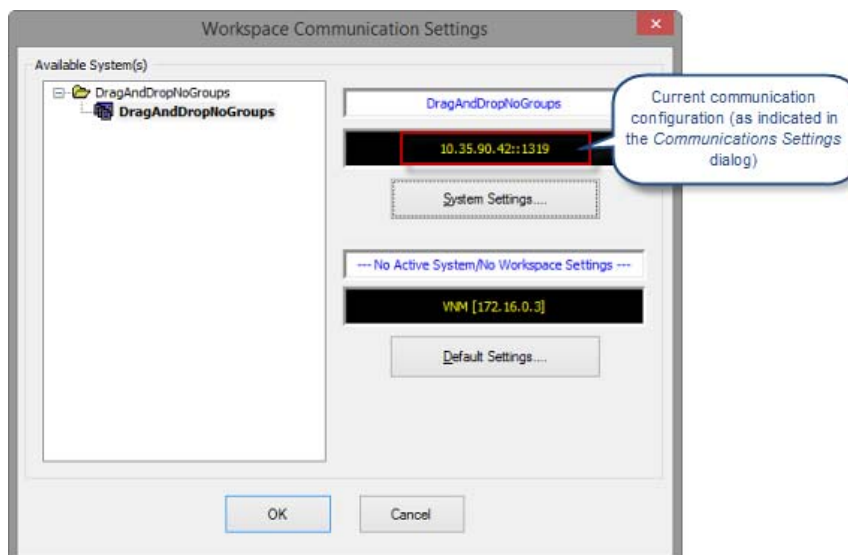 Workspace Communication Settings
Available System(s)
DragAndDropNoGroups
DragAndDropNoGroups
DragAndDropNoGroups
10.35.90.42::1319
System Settings....
--- No Active System/No Workspace Settings ---
VNM [172.16.0.3]
Default Settings....
OK
Cancel
Current communication
configuration (as indicated in
the Communications Settings
dialog)